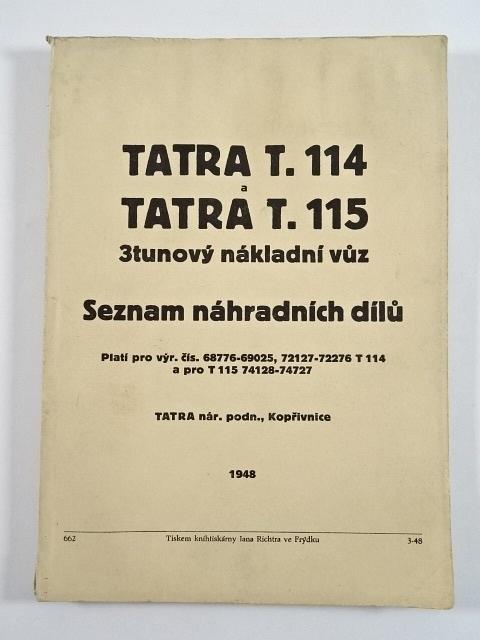 TATRA T. 114
a
TATRA T. 115
3tunový nákladní vůz
Seznam náhradních dílů
Platí pro výr. čís. 68776-69025, 72127-72276 T 114
a pro T 115 74128-74727
TATRA nár. podn., Kopřivnice
1948
662 Tiskem knihtiskárny Jana Richtra ve Frýdku 3-48